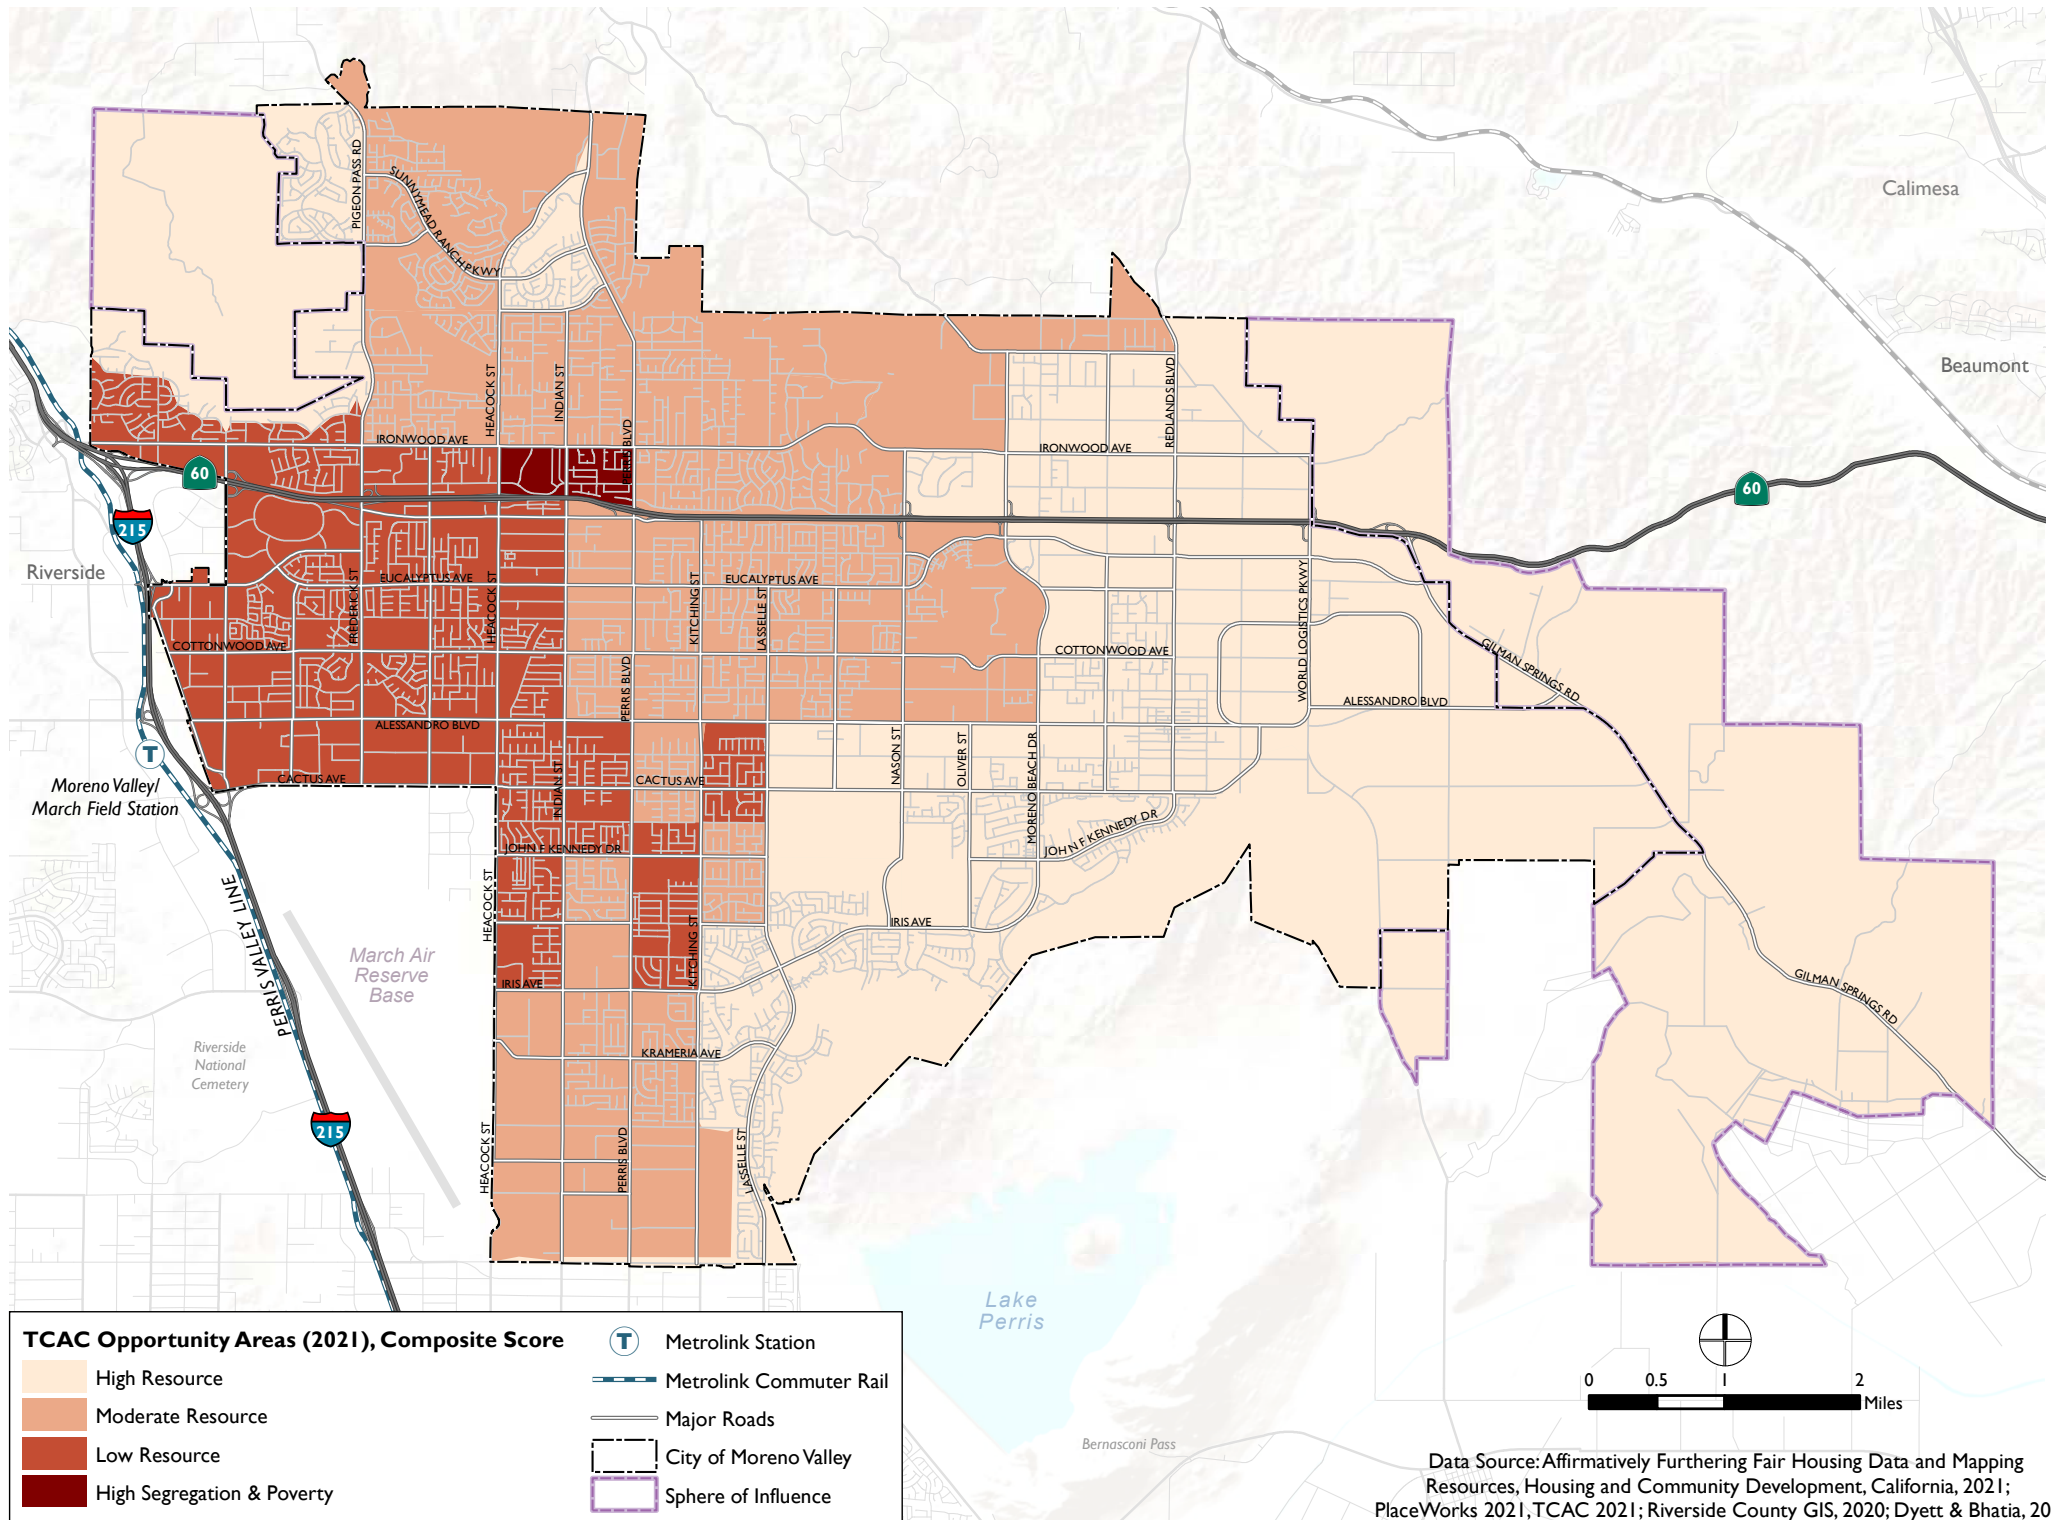 Calimesa
Beaumont
Riverside
PIGEON PASS RD
SUNNYMEAD RANCH PKWY
HEACOCK ST
INDIAN ST
PERRIS BLVD
REDLANDS BLVD
IRONWOOD AVE
IRONWOOD AVE
60
60
215
EUCALYPTUS AVE
EUCALYPTUS AVE
FREDERICK ST
HEACOCK ST
KITCHING ST
LASSELLE ST
WORLD LOGISTICS PKWY
COTTONWOOD AVE
COTTONWOOD AVE
GILMAN SPRINGS RD
PERRIS BLVD
ALESSANDRO BLVD
ALESSANDRO BLVD
T
Moreno Valley/
March Field Station
CACTUS AVE
CACTUS AVE
INDIAN ST
NASON ST
OLIVER ST
MORENO BEACH DR
JOHN F KENNEDY DR
JOHN F KENNEDY DR
HEACOCK ST
KITCHING ST
IRIS AVE
IRIS AVE
PERRIS VALLEY LINE
March Air
Reserve
Base
GILMAN SPRINGS RD
Riverside
National
Cemetery
KRAMERIA AVE
215
HEACOCK ST
PERRIS BLVD
LASSELLE ST
Lake
Perris
Bernasconi Pass
TCAC Opportunity Areas (2021), Composite Score
High Resource
Moderate Resource
Low Resource
High Segregation & Poverty
T
Metrolink Station
Metrolink Commuter Rail
Major Roads
City of Moreno Valley
Sphere of Influence
0 0.5 1 2
Miles
Data Source: Affirmatively Furthering Fair Housing Data and Mapping
Resources, Housing and Community Development, California, 2021;
PlaceWorks 2021, TCAC 2021; Riverside County GIS, 2020; Dyett & Bhatia, 20